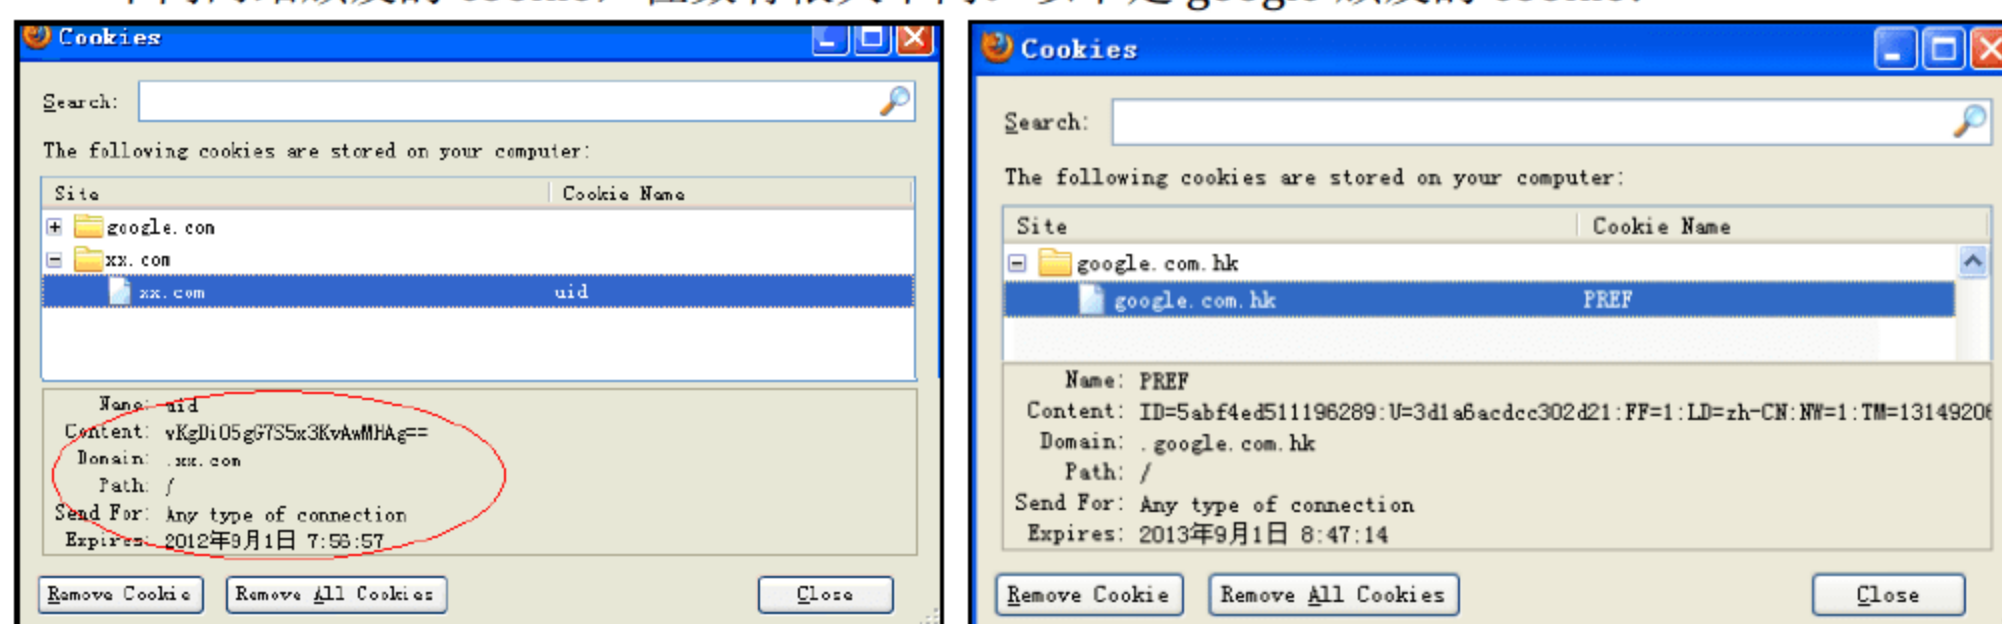 Cookies
Search:
The following cookies are stored on your computer:
Site Cookie Name
google.com
xx.com
xx.com uid
Name: uid
Content: vKgDiO5gG7S5x3KvAwMHAg==
Domain: .xx.com
Path: /
Send For: Any type of connection
Expires: 2012年9月1日 7:56:57
Remove Cookie Remove All Cookies Close
Cookies
Search:
The following cookies are stored on your computer:
Site Cookie Name
google.com.hk
google.com.hk PREF
Name: PREF
Content: ID=5abf4ed511196289:U=3d1a6acdcc302d21:FF=1:LD=zh-CN:NW=1:TM=13149206
Domain: .google.com.hk
Path: /
Send For: Any type of connection
Expires: 2013年9月1日 8:47:14
Remove Cookie Remove All Cookies Close